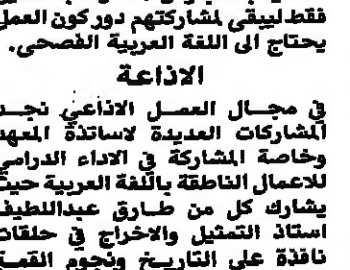 فقط ليبقى لمشاركتهم دور كون العمل
يحتاج الى اللغة العربية الفصحى.
الاذاعة
في مجال العمل الاذاعي نجد
المشاركات العديدة لاساتذة المعهد
وخاصة المشاركة في الاداء الدرامي
للاعمال الناطقة باللغة العربية حيث
يشارك كل من طارق عبداللطيف
استاذ التمثيل والاخراج في حلقات
نافذة على التاريخ ونجوم القمة